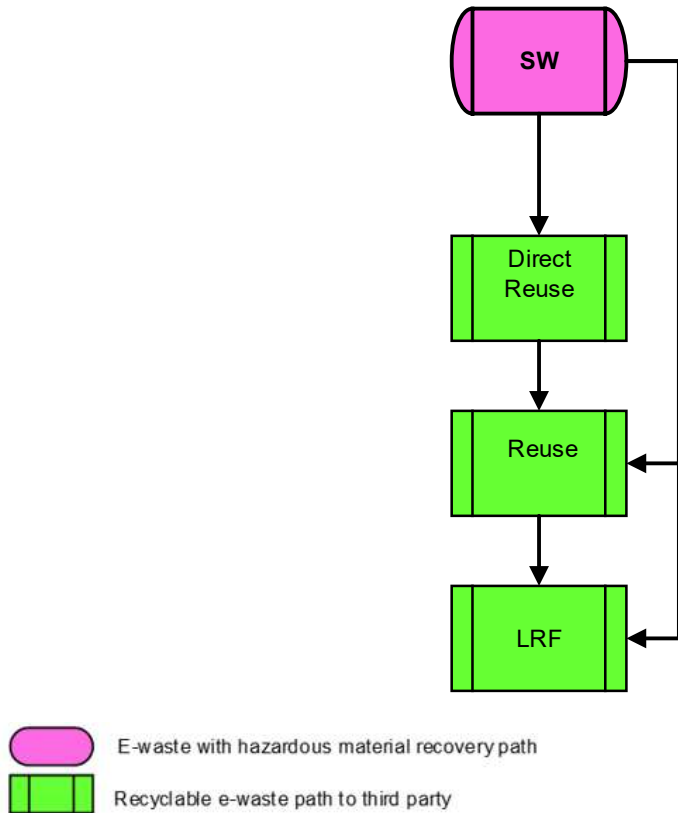 SW
Direct
Reuse
Reuse
LRF
E-waste with hazardous material recovery path
Recyclable e-waste path to third party